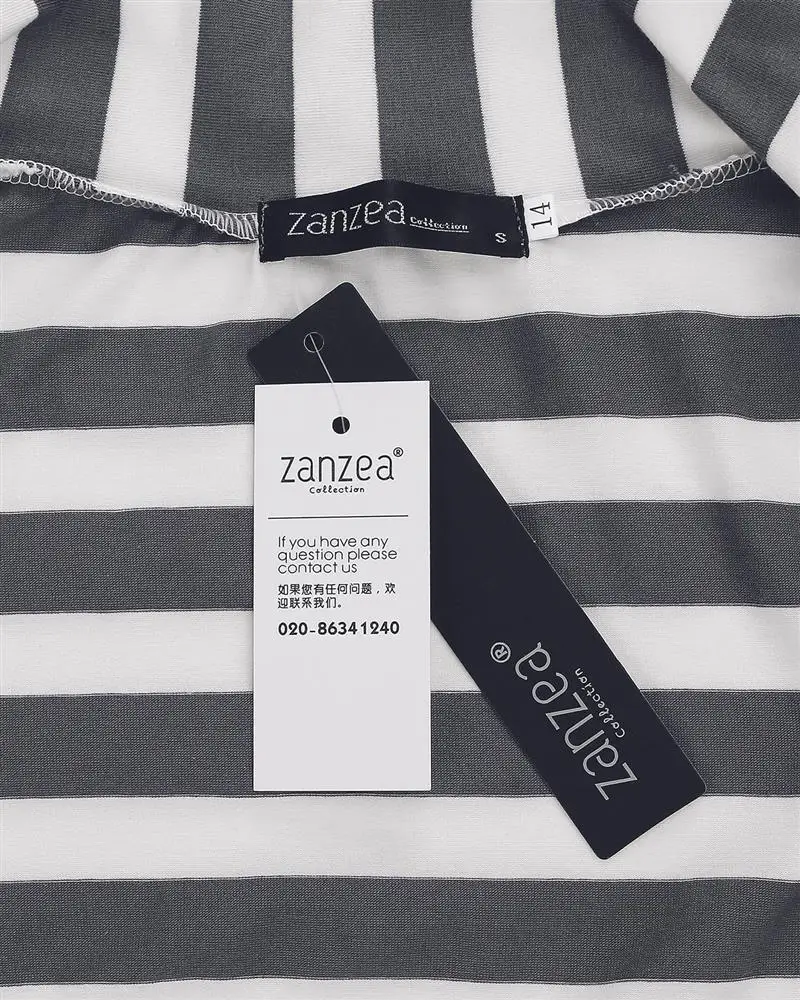 zanzea Collection
S
14
zanzea®
Collection
If you have any
question please
contact us
如果您有任何问题，欢
迎联系我们。
020-86341240
zanzea®
Collection